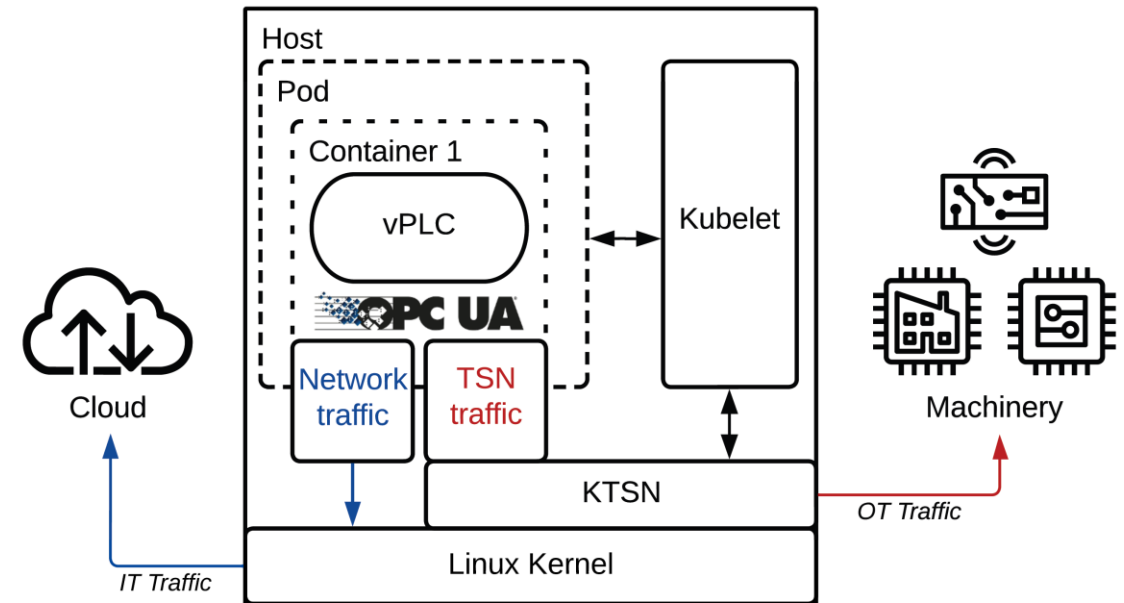 Host
Pod
Container 1
vPLC
OPC UA
Network
traffic
TSN
traffic
Kubelet
KTSN
Linux Kernel
Cloud
IT Traffic
Machinery
OT Traffic